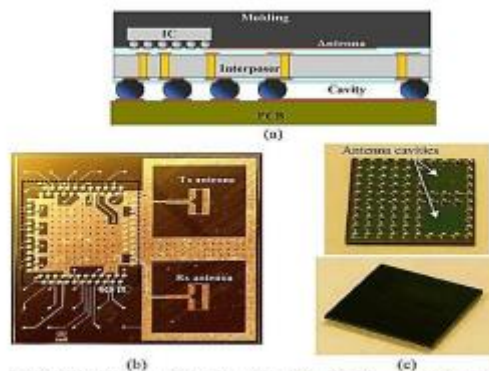 Molding
IC
Antenna
Interposer
Cavity
PCB
(a)
Antenna cavities
Tx antenna
Rx antenna
(b)
(c)